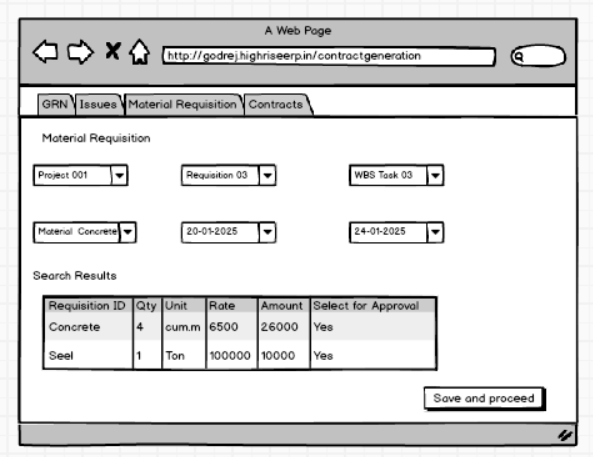 A Web Page
http://godrej.highriseerp.in/contractgeneration
GRN Issues Material Requisition Contracts
Material Requisition
Project 001 Requisition 03 WBS Task 03
Material Concrete 20-01-2025 24-01-2025
Search Results
Requisition ID Qty Unit Rate Amount Select for Approval
Concrete 4 cum.m 6500 26000 Yes
Seel 1 Ton 100000 10000 Yes
Save and proceed